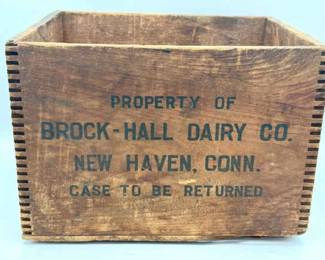 PROPERTY OF
BROCK-HALL DAIRY CO.
NEW HAVEN, CONN.
CASE TO BE RETURNED